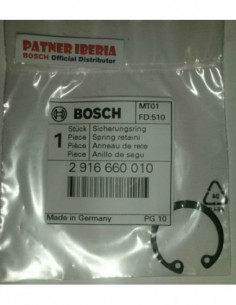 PATNER IBERIA
BOSCH Official Distributor
BOSCH
MT01
FD:510
1
Stück Sicherungsring
Piece Spring retaini
Pièce Anneau de rete
Pieza Anillo de segu
2 916 660 010
Made in Germany
PG 10